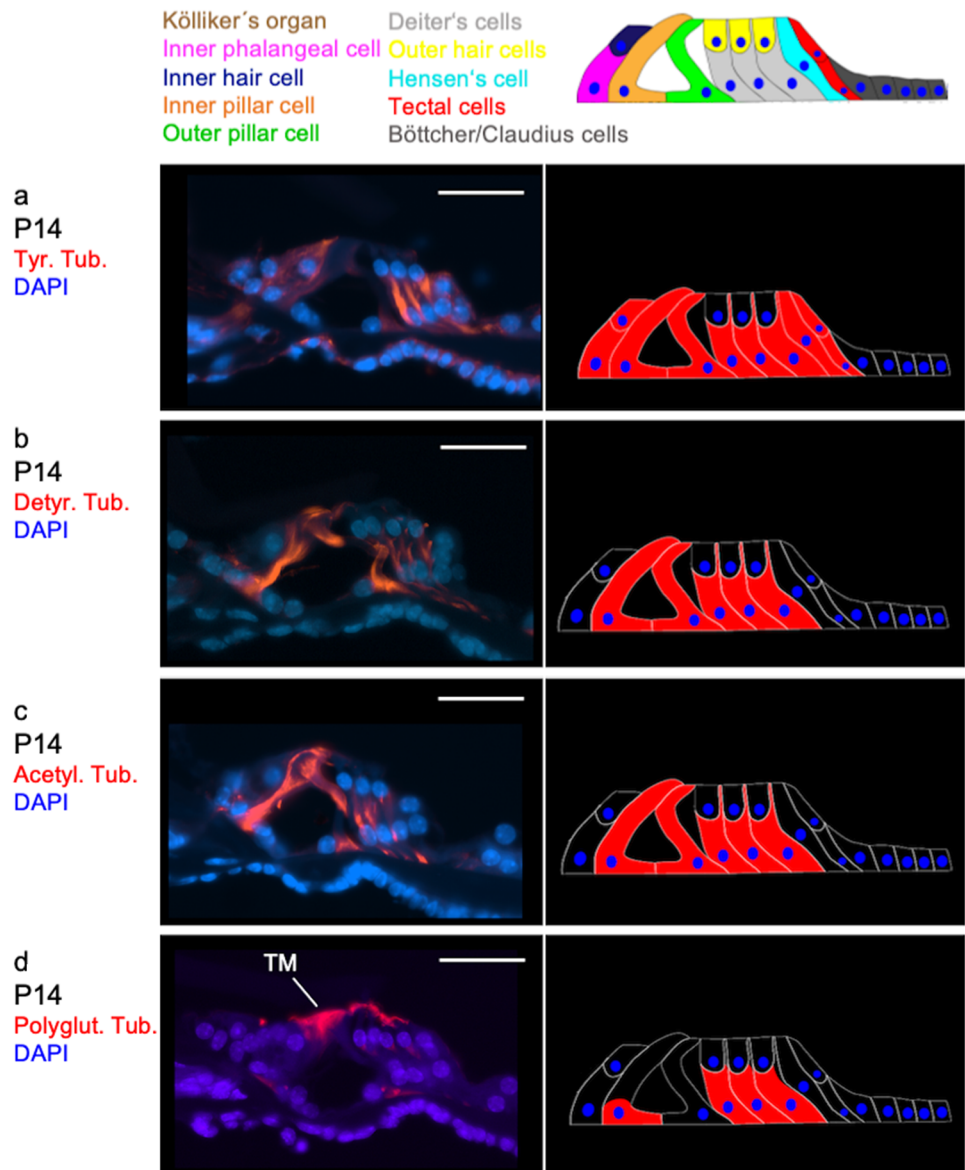 Kölliker´s organ
Inner phalangeal cell
Inner hair cell
Inner pillar cell
Outer pillar cell
Deiter‘s cells
Outer hair cells
Hensen‘s cell
Tectal cells
Böttcher/Claudius cells
a
P14
Tyr. Tub.
DAPI
b
P14
Detyr. Tub.
DAPI
c
P14
Acetyl. Tub.
DAPI
d
P14
Polyglut. Tub.
DAPI
TM